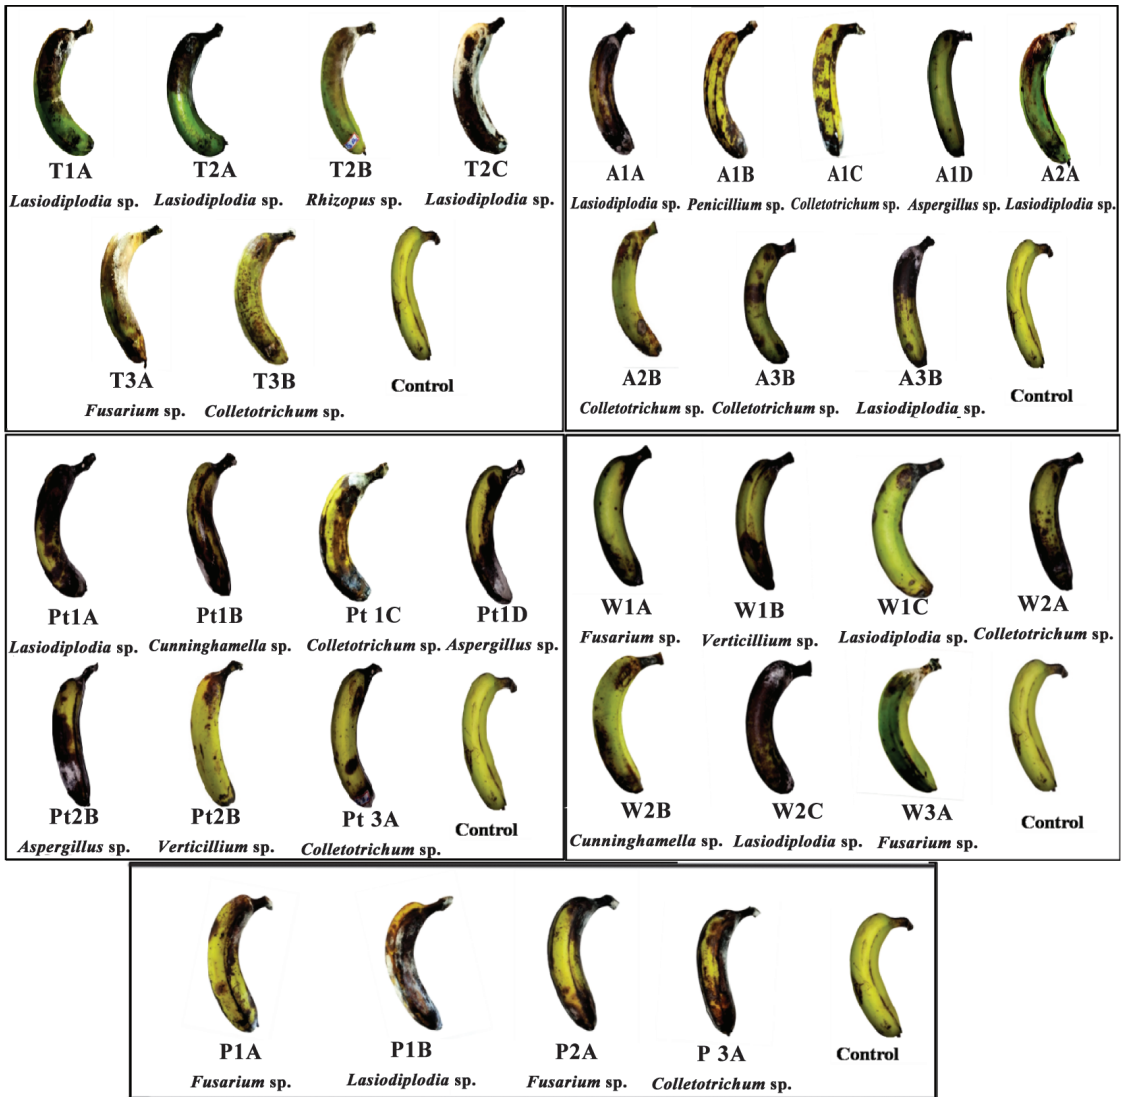 T1A T2A T2B T2C
Lasiodiplodia sp. Lasiodiplodia sp. Rhizopus sp. Lasiodiplodia sp.
T3A T3B Control
Fusarium sp. Colletotrichum sp.
A1A A1B A1C A1D A2A
Lasiodiplodia sp. Penicillium sp. Colletotrichum sp. Aspergillus sp. Lasiodiplodia sp.
A2B A3B A3B Control
Colletotrichum sp. Colletotrichum sp. Lasiodiplodia sp.
Pt1A Pt1B Pt 1C Pt1D
Lasiodiplodia sp. Cunninghamella sp. Colletotrichum sp. Aspergillus sp.
Pt2B Pt2B Pt 3A Control
Aspergillus sp. Verticillium sp. Colletotrichum sp.
W1A W1B W1C W2A
Fusarium sp. Verticillium sp. Lasiodiplodia sp. Colletotrichum sp.
W2B W2C W3A Control
Cunninghamella sp. Lasiodiplodia sp. Fusarium sp.
P1A P1B P2A P 3A Control
Fusarium sp. Lasiodiplodia sp. Fusarium sp. Colletotrichum sp.